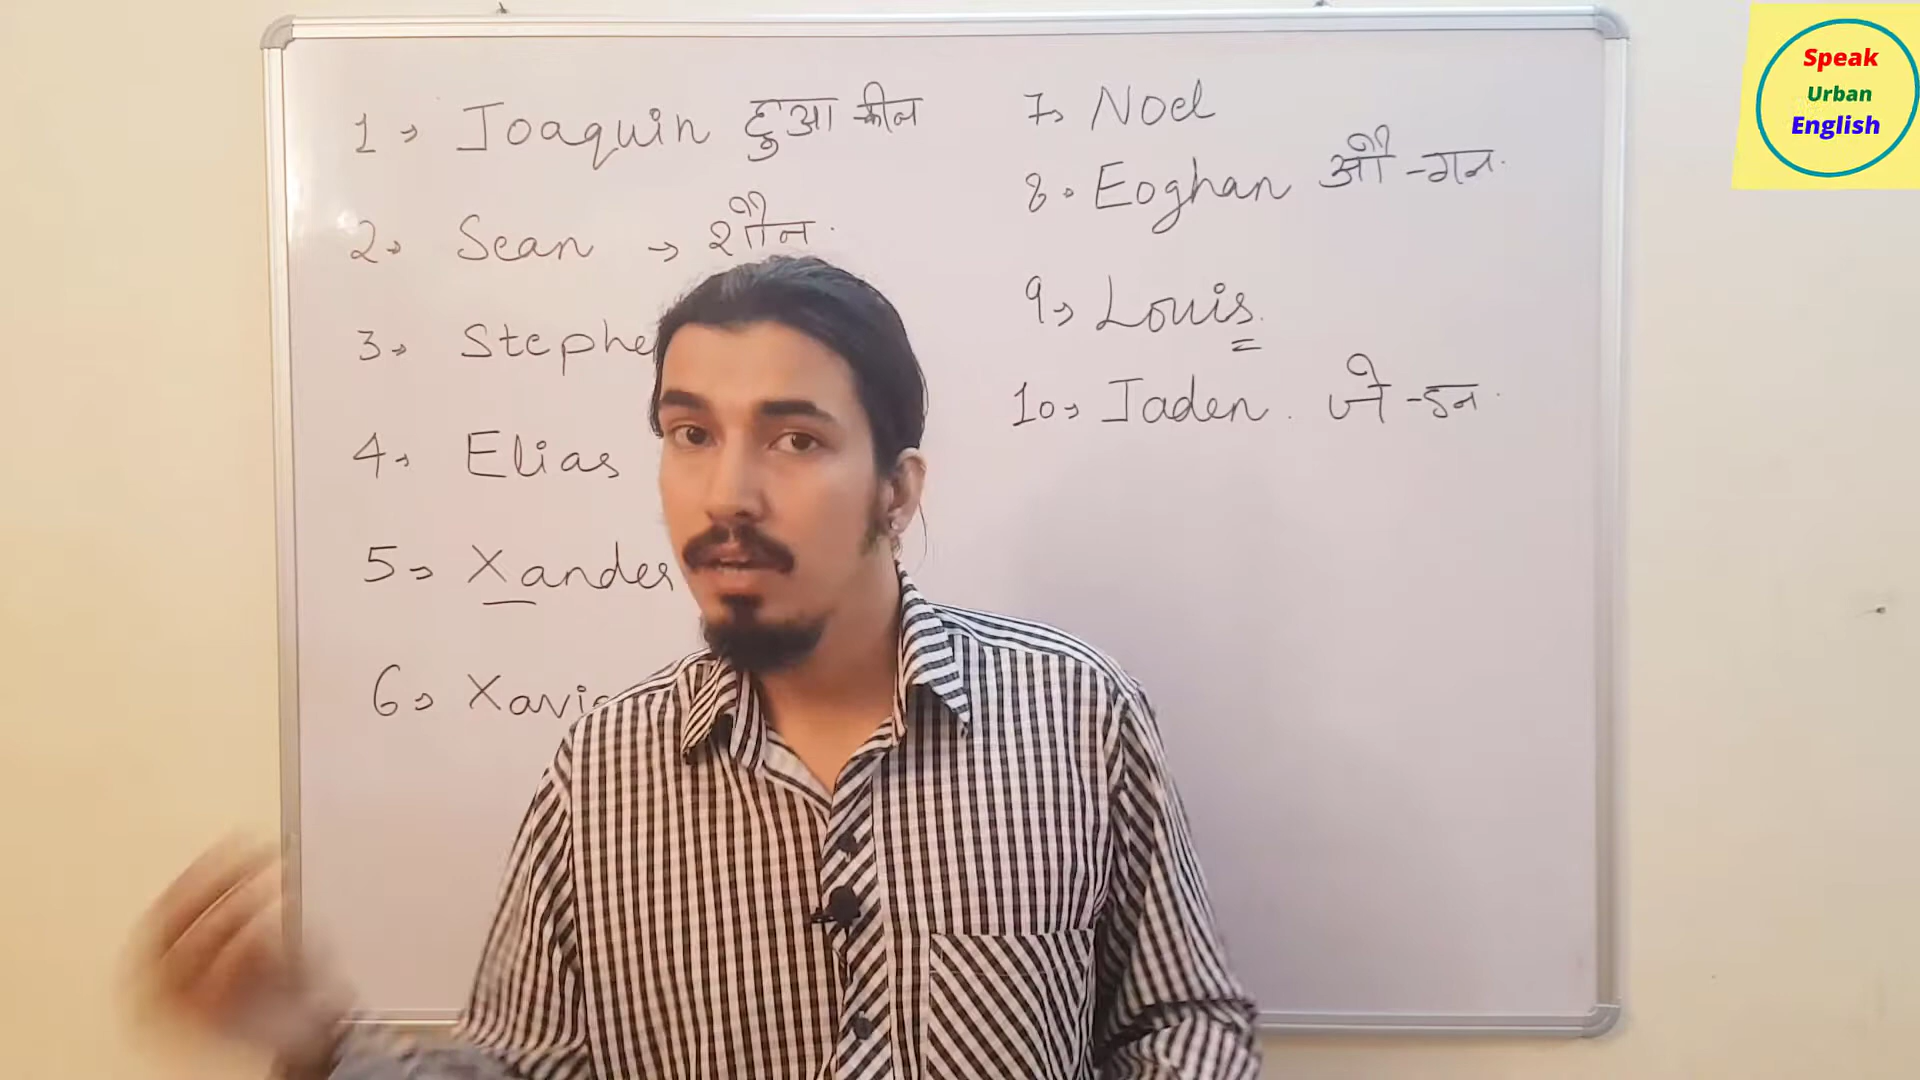 1→ Joaquin हुआ कीन
2→ Sean → शॉन.
3→ Stephe
4→ Elias
5→ Xander
6→ Xavie
7→ Noel
8. Eoghan ओॅ-गन.
9→ Louis.
10→ Jaden. जे-डन.
Speak
Urban
English